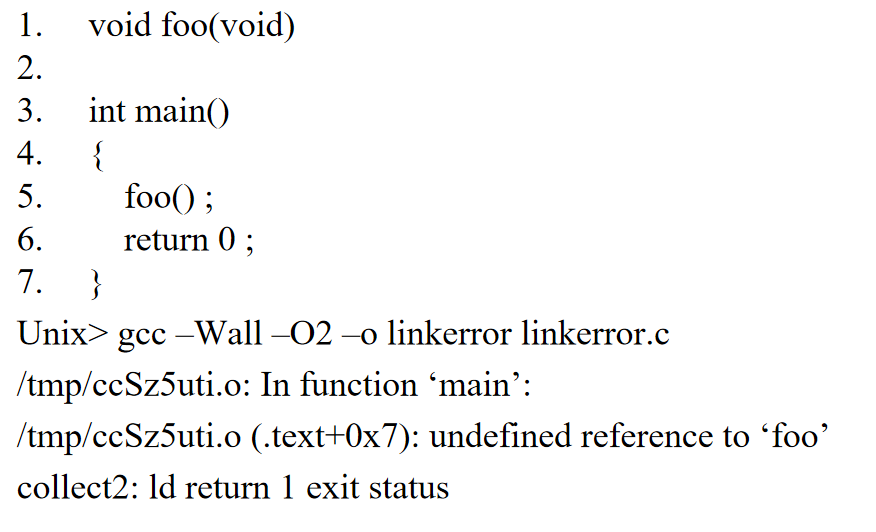 1. void foo(void)
2.
3. int main()
4. {
5. foo() ;
6. return 0 ;
7. }
Unix> gcc –Wall –O2 –o linkerror linkerror.c
/tmp/ccSz5uti.o: In function ‘main’:
/tmp/ccSz5uti.o (.text+0x7): undefined reference to ‘foo’
collect2: ld return 1 exit status